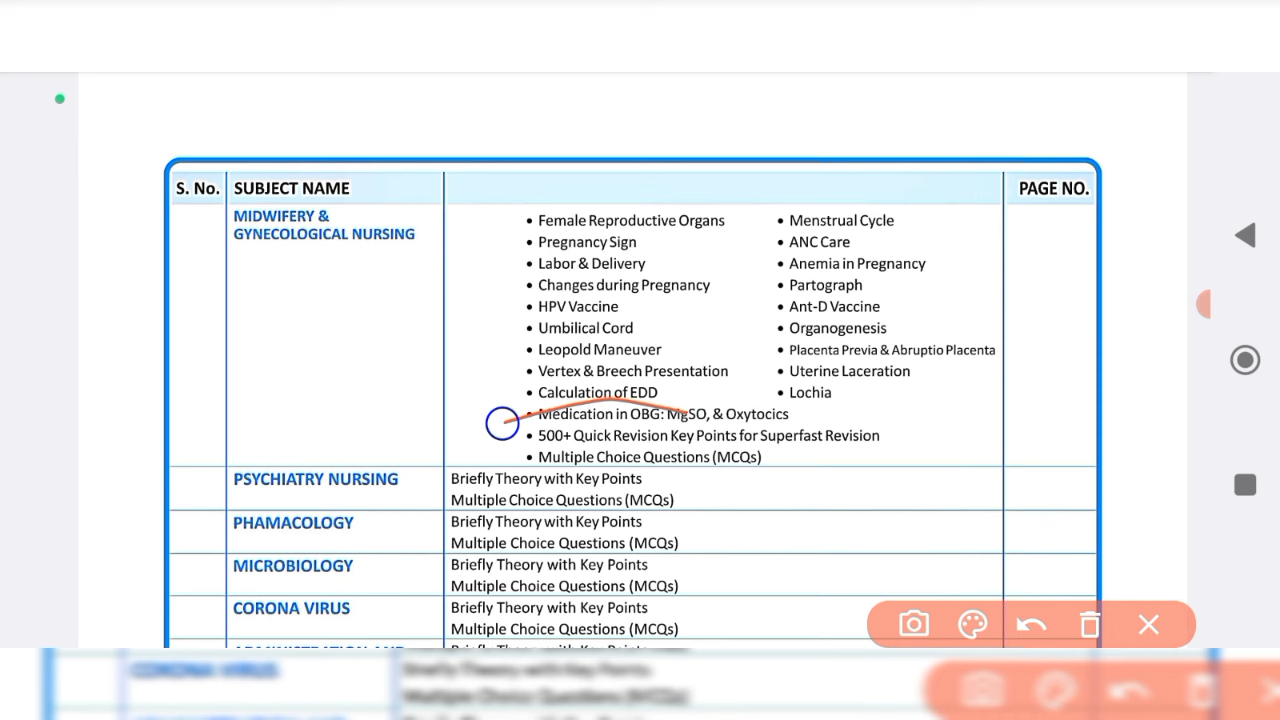 S. No. SUBJECT NAME PAGE NO.
MIDWIFERY &
GYNECOLOGICAL NURSING
• Female Reproductive Organs • Menstrual Cycle
• Pregnancy Sign • ANC Care
• Labor & Delivery • Anemia in Pregnancy
• Changes during Pregnancy • Partograph
• HPV Vaccine • Ant-D Vaccine
• Umbilical Cord • Organogenesis
• Leopold Maneuver • Placenta Previa & Abruptio Placenta
• Vertex & Breech Presentation • Uterine Laceration
• Calculation of EDD • Lochia
• Medication in OBG: MgSO, & Oxytocics
• 500+ Quick Revision Key Points for Superfast Revision
• Multiple Choice Questions (MCQs)
PSYCHIATRY NURSING Briefly Theory with Key Points
Multiple Choice Questions (MCQs)
PHAMACOLOGY Briefly Theory with Key Points
Multiple Choice Questions (MCQs)
MICROBIOLOGY Briefly Theory with Key Points
Multiple Choice Questions (MCQs)
CORONA VIRUS Briefly Theory with Key Points
Multiple Choice Questions (MCQs)